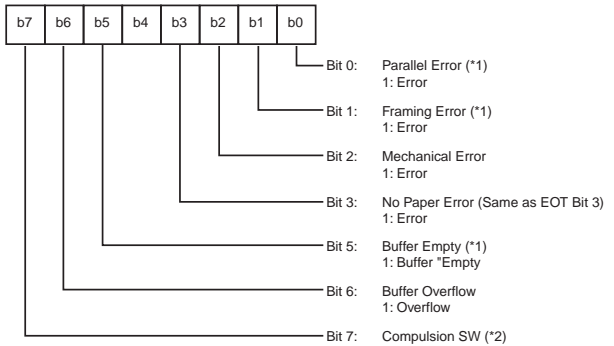 b7 b6 b5 b4 b3 b2 b1 b0
Bit 0: Parallel Error (*1)
1: Error
Bit 1: Framing Error (*1)
1: Error
Bit 2: Mechanical Error
1: Error
Bit 3: No Paper Error (Same as EOT Bit 3)
1: Error
Bit 5: Buffer Empty (*1)
1: Buffer "Empty
Bit 6: Buffer Overflow
1: Overflow
Bit 7: Compulsion SW (*2)